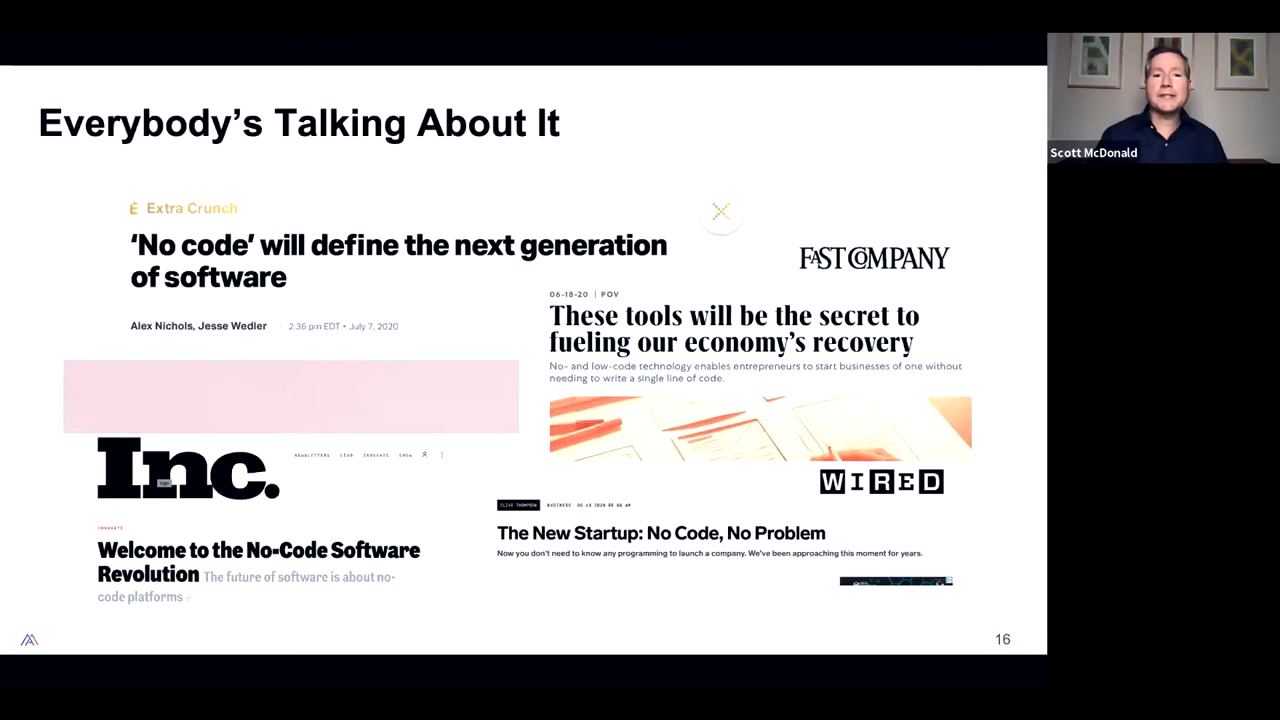 Everybody’s Talking About It
Extra Crunch
‘No code’ will define the next generation
of software
Alex Nichols, Jesse Wedler
2:36 pm EDT • July 7, 2020
FAST COMPANY
06-18-20 | POV
These tools will be the secret to
fueling our economy’s recovery
No- and low-code technology enables entrepreneurs to start businesses of one without
needing to write a single line of code.
Inc.
NEWSLETTERS
INNOVATE
Welcome to the No-Code Software
Revolution The future of software is about no-
code platforms
WIRED
CLIVE THOMPSON BUSINESS
The New Startup: No Code, No Problem
Now you don't need to know any programming to launch a company. We've been approaching this moment for years.
16
Scott McDonald